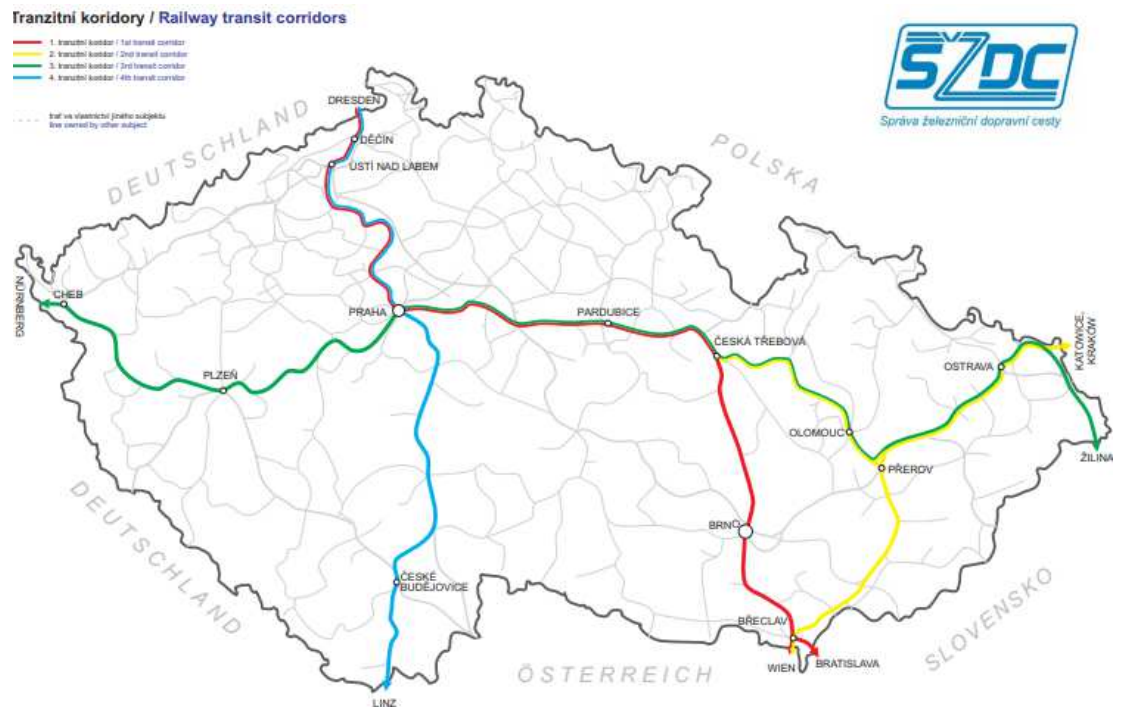 Tranzitní koridory / Railway transit corridors
1. tranzitní koridor / 1st transit corridor
2. tranzitní koridor / 2nd transit corridor
3. tranzitní koridor / 3rd transit corridor
4. tranzitní koridor / 4th transit corridor
trať ve vlastnictví jiného subjektu
line owned by other subject
SŽDC
Správa železniční dopravní cesty
DEUTSCHLAND
POLSKA
DRESDEN
DĚČÍN
ÚSTÍ NAD LABEM
NÜRNBERG
CHEB
PRAHA
PARDUBICE
ČESKÁ TŘEBOVÁ
KATOWICE,
KRAKÓW
OSTRAVA
PLZEŇ
OLOMOUC
PŘEROV
ŽILINA
DEUTSCHLAND
BRNO
ČESKÉ
BUDĚJOVICE
BŘECLAV
SLOVENSKO
WIEN
BRATISLAVA
ÖSTERREICH
LINZ